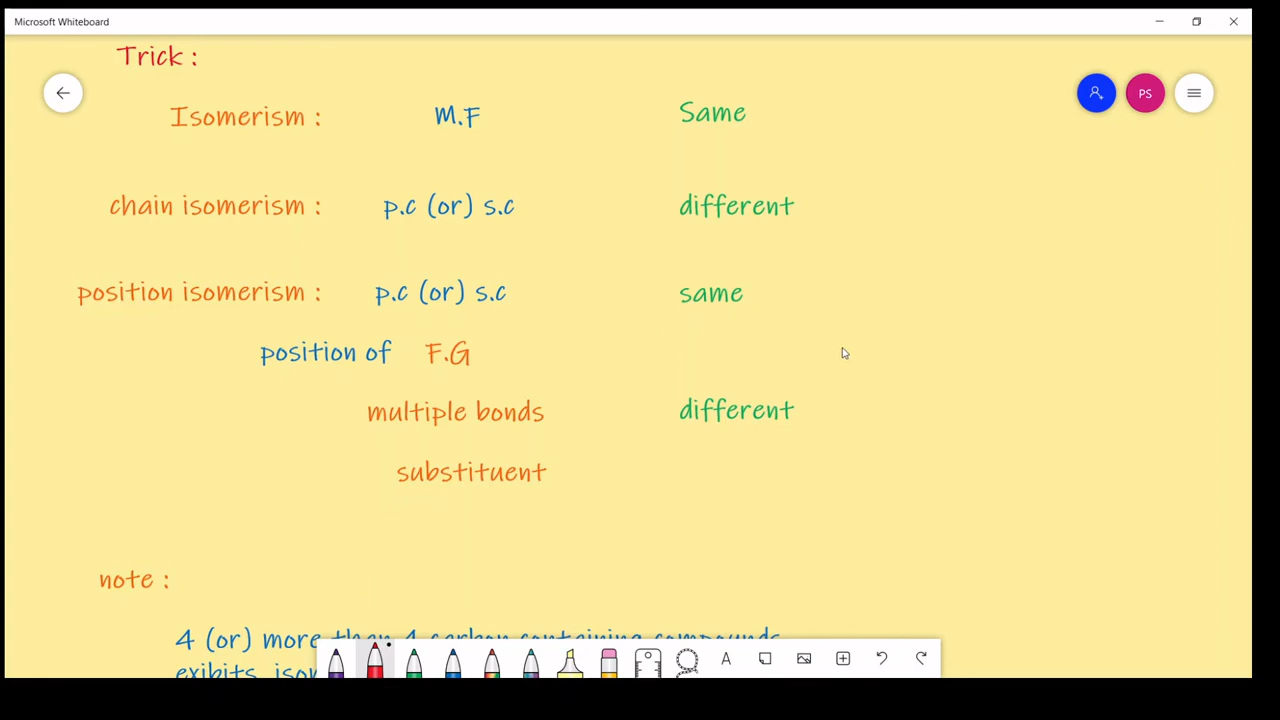 Microsoft Whiteboard
Trick :
PS
Isomerism : M.F Same
chain isomerism : p.c (or) s.c different
position isomerism : p.c (or) s.c same
position of F.G
multiple bonds different
substituent
note :
4 (or) more than 4 carbon containing compounds
exibits